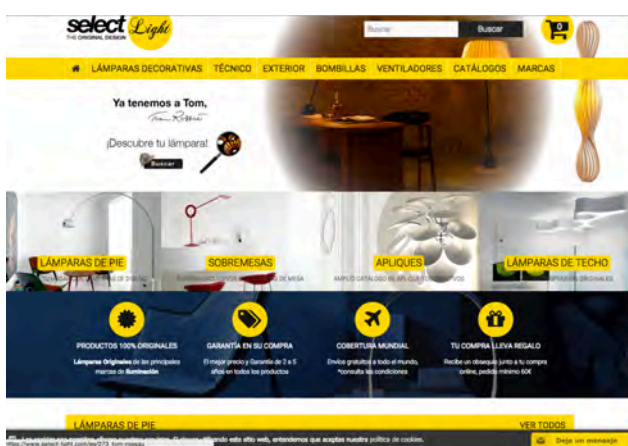 select Light
THE ORIGINAL DESIGN
Buscar
Buscar
0
LÁMPARAS DECORATIVAS TÉCNICO EXTERIOR BOMBILLAS VENTILADORES CATÁLOGOS MARCAS
Ya tenemos a Tom,
¡Descubre tu lámpara!
Buscar
LÁMPARAS DE PIE
SOBREMESAS
APLIQUES
LÁMPARAS DE TECHO
PRODUCTOS 100% ORIGINALES
Lámparas Originales de las principales
marcas de Iluminación
GARANTÍA EN SU COMPRA
El mejor precio y Garantía de 2 a 5
años en todos los productos
COBERTURA MUNDIAL
Envíos gratuitos a todo el mundo,
*consulta las condiciones
TU COMPRA LLEVA REGALO
Recibe un obsequio junto a tu compra
online, pedido mínimo 60€
LÁMPARAS DE PIE
VER TODOS
este sitio web, entendemos que aceptas nuestra política de cookies.
Deja un mensaje